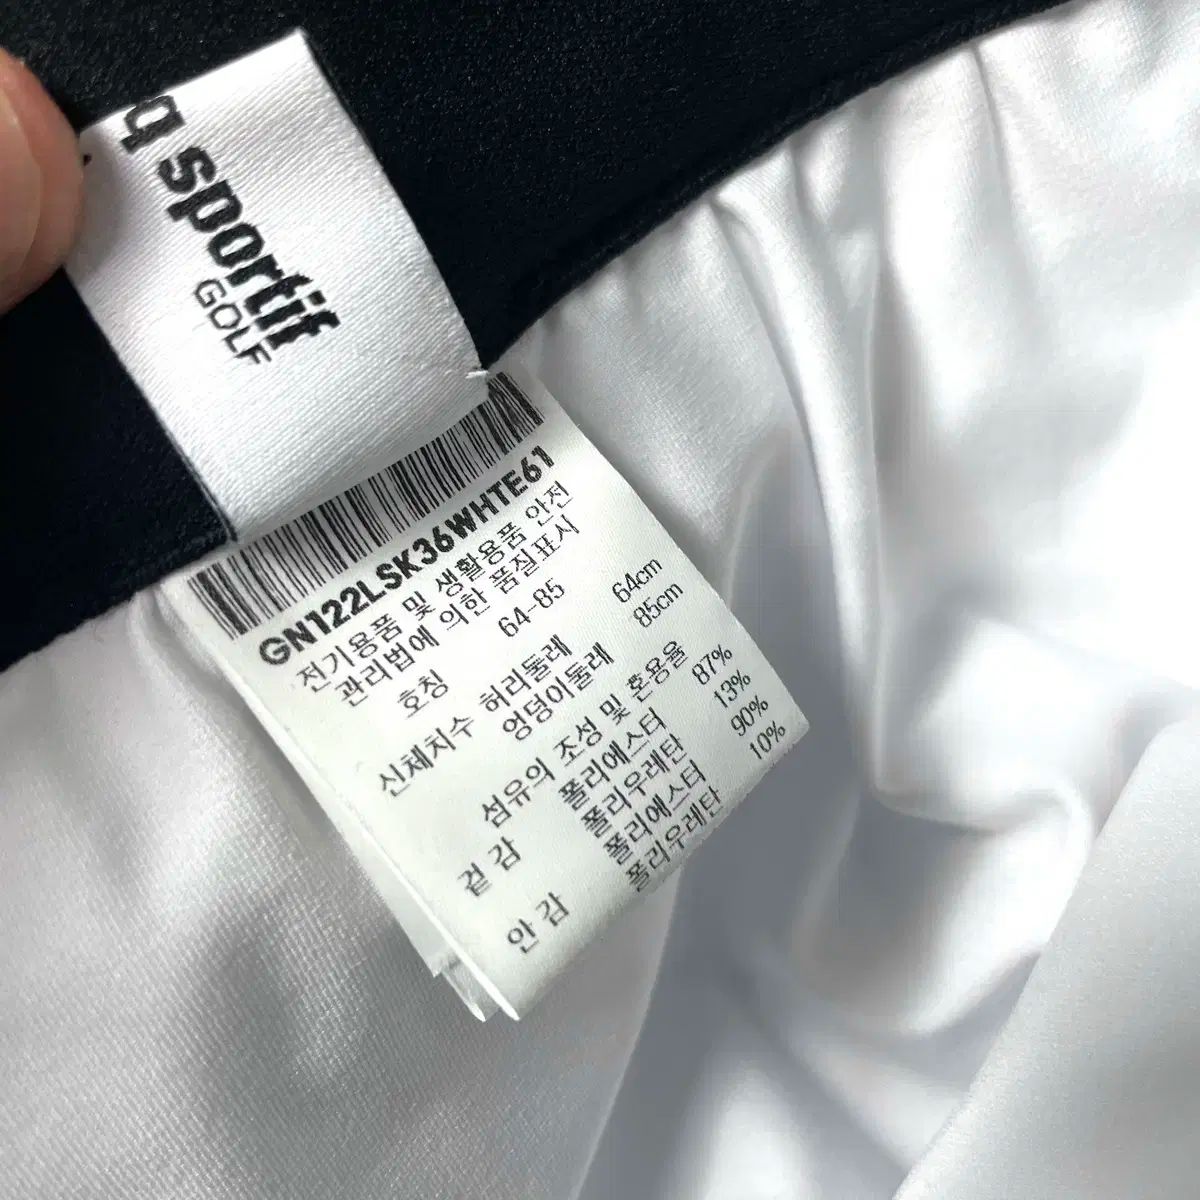 q sportif
GOLF
GN122LSK36WHTE61
전기용품 및 생활용품 안전
관리법에 의한 품질표시
호칭 64-85
신체치수 허리둘레 64cm
엉덩이둘레 85cm
섬유의 조성 및 혼용율
겉감 폴리에스터 87%
폴리우레탄 13%
안감 폴리에스터 90%
폴리우레탄 10%